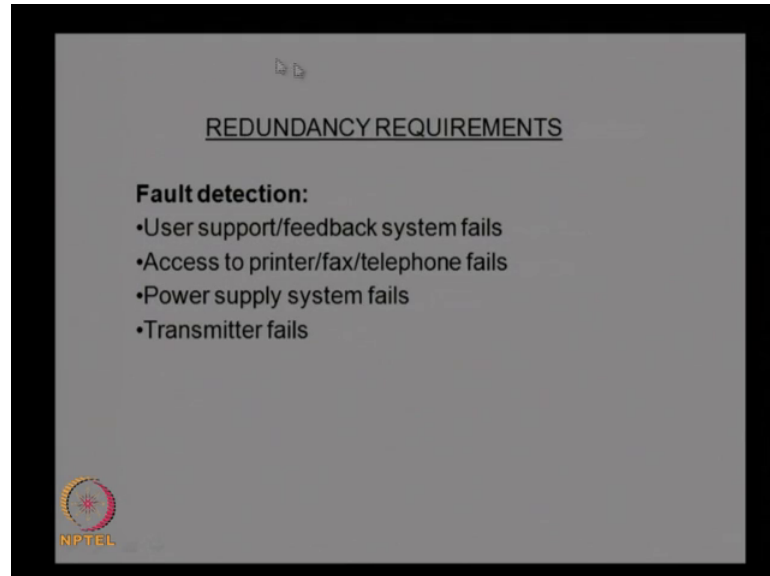 REDUNDANCY REQUIREMENTS
Fault detection:
•User support/feedback system fails
•Access to printer/fax/telephone fails
•Power supply system fails
•Transmitter fails
NPTEL